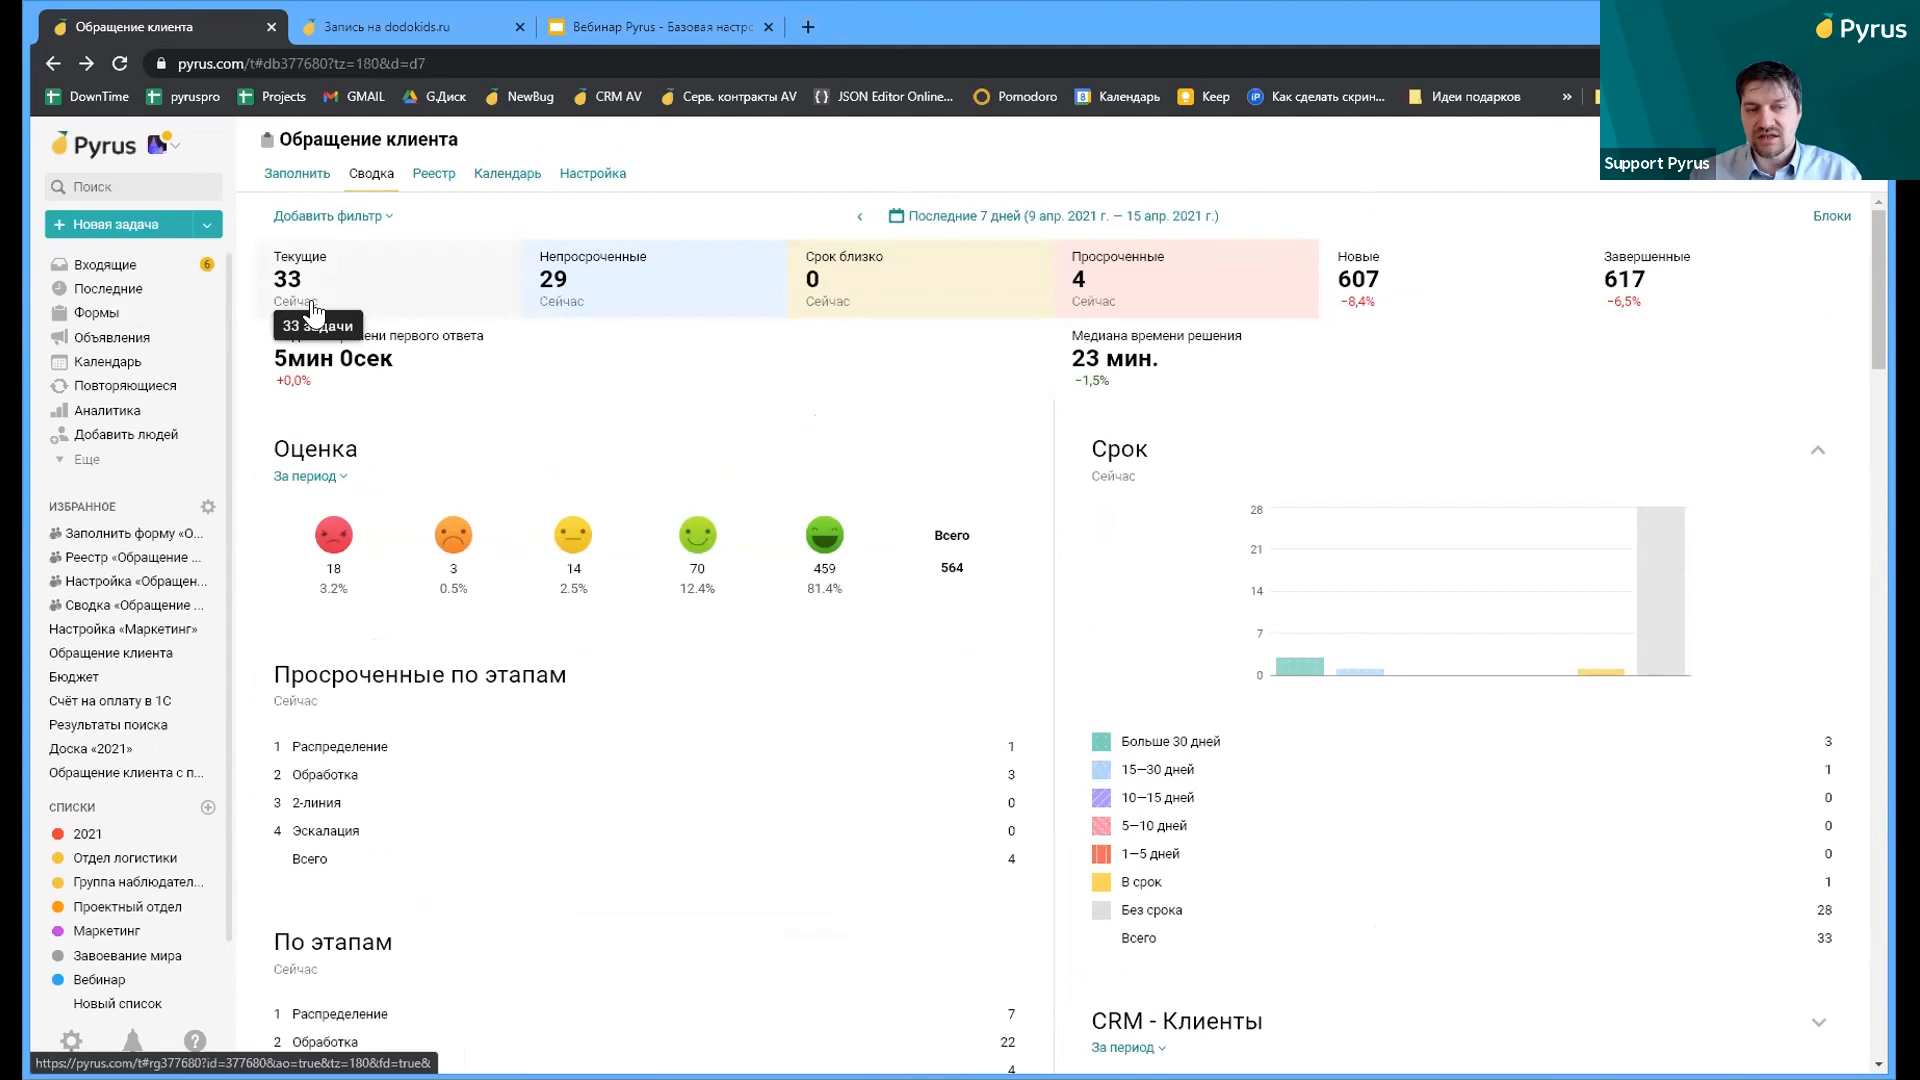 Обращение клиента
Запись на dodokids.ru
Вебинар Pyrus - Базовая настро
pyrus.com/t#db377680?tz=180&d=d7
DownTime
pyruspro
Projects
GMAIL
G.Диск
NewBug
CRM AV
Серв. контракты AV
JSON Editor Online...
Pomodoro
Календарь
Keep
Как сделать скрин...
Идеи подарков
»
Pyrus
Support Pyrus
Pyrus
Поиск
+ Новая задача
Входящие 6
Последние
Формы
Объявления
Календарь
Повторяющиеся
Аналитика
Добавить людей
Еще
ИЗБРАННОЕ
Заполнить форму «О...
Реестр «Обращение ...
Настройка «Обращен...
Сводка «Обращение ...
Настройка «Маркетинг»
Обращение клиента
Бюджет
Счёт на оплату в 1С
Результаты поиска
Доска «2021»
Обращение клиента с п...
СПИСКИ
2021
Отдел логистики
Группа наблюдател...
Проектный отдел
Маркетинг
Завоевание мира
Вебинар
Новый список
Обращение клиента
Заполнить Сводка Реестр Календарь Настройка
Добавить фильтр
Последние 7 дней (9 апр. 2021 г. — 15 апр. 2021 г.)
Блоки
Текущие
33
Сейчас
33 задачи
Непросроченные
29
Сейчас
Срок близко
0
Сейчас
Просроченные
4
Сейчас
Новые
607
−8,4%
Завершенные
617
−6,5%
ени первого ответа
5мин 0сек
+0,0%
Медиана времени решения
23 мин.
−1,5%
Оценка
За период
18 3 14 70 459
3.2% 0.5% 2.5% 12.4% 81.4%
Всего
564
Просроченные по этапам
Сейчас
1 Распределение 1
2 Обработка 3
3 2-линия 0
4 Эскалация 0
Всего 4
По этапам
Сейчас
1 Распределение 7
2 Обработка 22
4
Срок
Сейчас
28
21
14
7
0
Больше 30 дней 3
15—30 дней 1
10—15 дней 0
5—10 дней 0
1—5 дней 0
В срок 1
Без срока 28
Всего 33
CRM - Клиенты
За период
https://pyrus.com/t#rg377680?id=377680&ao=true&tz=180&fd=true&